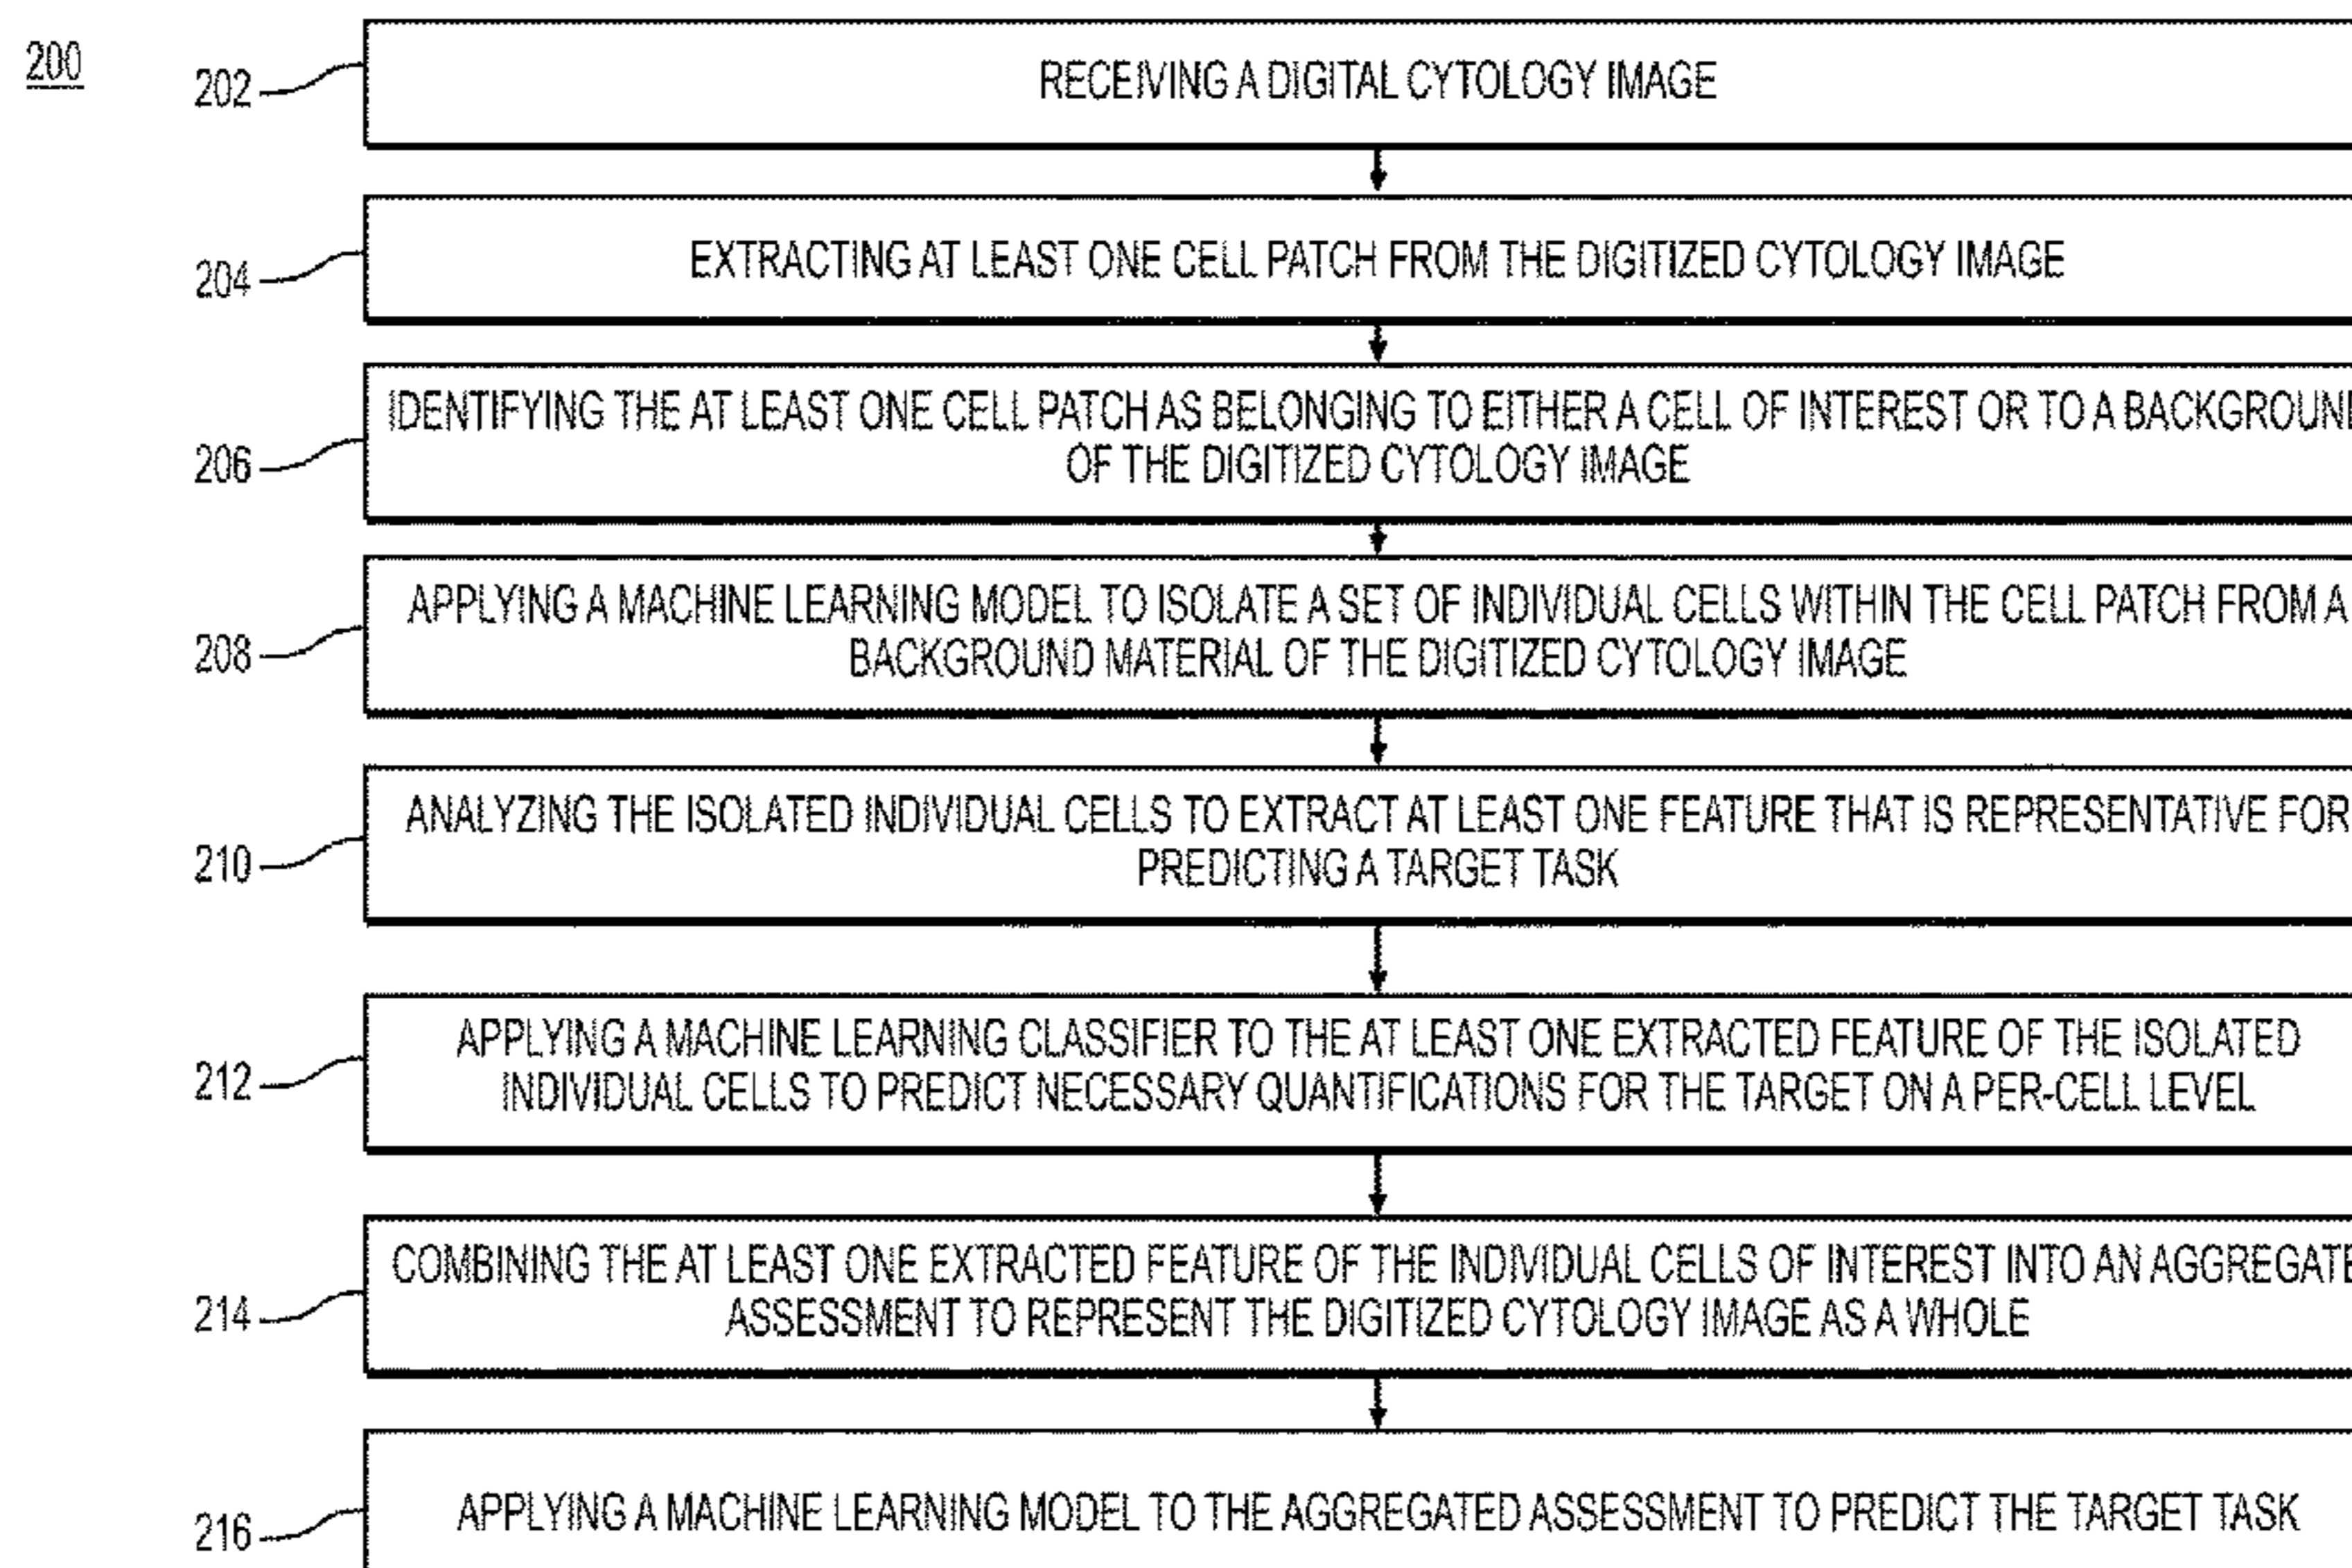 200
202
RECEIVING A DIGITAL CYTOLOGY IMAGE
204
EXTRACTING AT LEAST ONE CELL PATCH FROM THE DIGITIZED CYTOLOGY IMAGE
206
IDENTIFYING THE AT LEAST ONE CELL PATCH AS BELONGING TO EITHER A CELL OF INTEREST OR TO A BACKGROUND
OF THE DIGITIZED CYTOLOGY IMAGE
208
APPLYING A MACHINE LEARNING MODEL TO ISOLATE A SET OF INDIVIDUAL CELLS WITHIN THE CELL PATCH FROM A
BACKGROUND MATERIAL OF THE DIGITIZED CYTOLOGY IMAGE
210
ANALYZING THE ISOLATED INDIVIDUAL CELLS TO EXTRACT AT LEAST ONE FEATURE THAT IS REPRESENTATIVE FOR
PREDICTING A TARGET TASK
212
APPLYING A MACHINE LEARNING CLASSIFIER TO THE AT LEAST ONE EXTRACTED FEATURE OF THE ISOLATED
INDIVIDUAL CELLS TO PREDICT NECESSARY QUANTIFICATIONS FOR THE TARGET ON A PER-CELL LEVEL
214
COMBINING THE AT LEAST ONE EXTRACTED FEATURE OF THE INDIVIDUAL CELLS OF INTEREST INTO AN AGGREGATE
ASSESSMENT TO REPRESENT THE DIGITIZED CYTOLOGY IMAGE AS A WHOLE
216
APPLYING A MACHINE LEARNING MODEL TO THE AGGREGATED ASSESSMENT TO PREDICT THE TARGET TASK